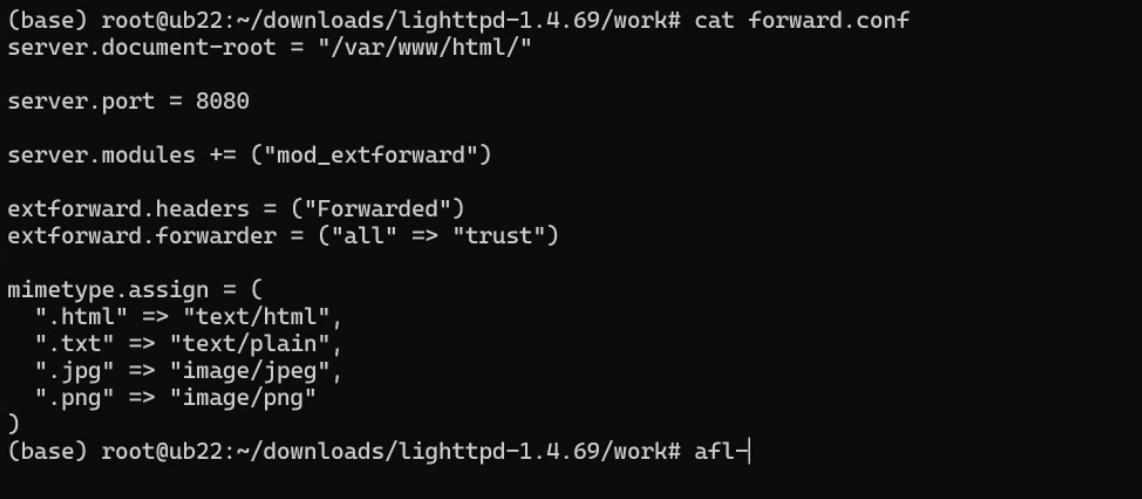 (base) root@ub22:~/downloads/lighttpd-1.4.69/work# cat forward.conf
server.document-root = "/var/www/html/"
server.port = 8080
server.modules += ("mod_extforward")
extforward.headers = ("Forwarded")
extforward.forwarder = ("all" => "trust")
mimetype.assign = (
  ".html" => "text/html",
  ".txt" => "text/plain",
  ".jpg" => "image/jpeg",
  ".png" => "image/png"
)
(base) root@ub22:~/downloads/lighttpd-1.4.69/work# afl-